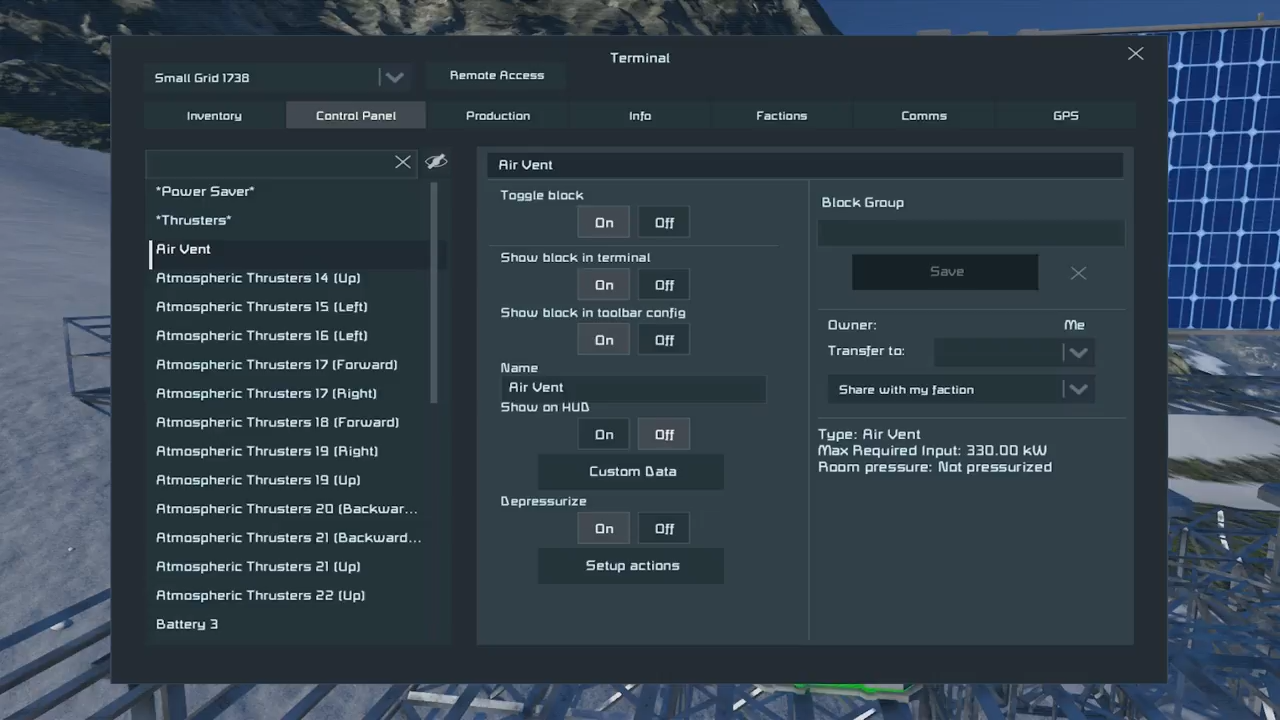 Terminal
Small Grid 1738
Remote Access
Inventory
Control Panel
Production
Info
Factions
Comms
GPS
*Power Saver*
*Thrusters*
Air Vent
Atmospheric Thrusters 14 (Up)
Atmospheric Thrusters 15 (Left)
Atmospheric Thrusters 16 (Left)
Atmospheric Thrusters 17 (Forward)
Atmospheric Thrusters 17 (Right)
Atmospheric Thrusters 18 (Forward)
Atmospheric Thrusters 19 (Right)
Atmospheric Thrusters 19 (Up)
Atmospheric Thrusters 20 (Backwar...
Atmospheric Thrusters 21 (Backward...
Atmospheric Thrusters 21 (Up)
Atmospheric Thrusters 22 (Up)
Battery 3
Air Vent
Toggle block
On Off
Show block in terminal
On Off
Show block in toolbar config
On Off
Name
Air Vent
Show on HUD
On Off
Custom Data
Depressurize
On Off
Setup actions
Block Group
Save
Owner: Me
Transfer to:
Share with my faction
Type: Air Vent
Max Required Input: 330.00 kW
Room pressure: Not pressurized